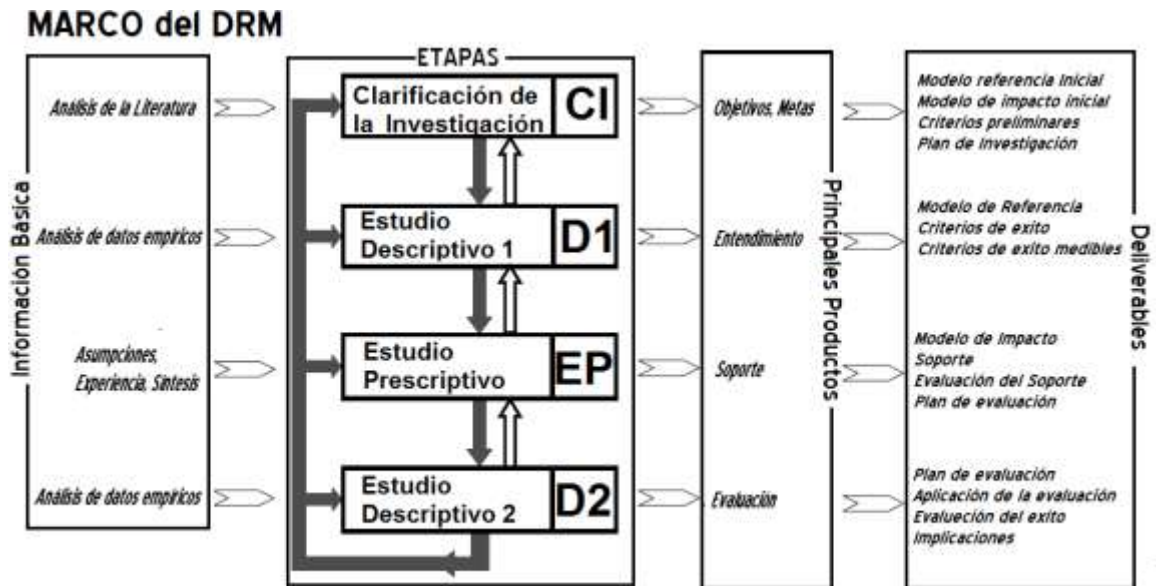 MARCO del DRM
Información Básica
Análisis de la Literatura
Análisis de datos empíricos
Asumpciones,
Experiencia, Síntesis
Análisis de datos empíricos
ETAPAS
Clarificación de
la Investigación
CI
Estudio
Descriptivo 1
D1
Estudio
Prescriptivo
EP
Estudio
Descriptivo 2
D2
Principales Productos
Objetivos, Metas
Entendimiento
Soporte
Evaluación
Deliverables
Modelo referencia Inicial
Modelo de impacto inicial
Criterios preliminares
Plan de Investigación
Modelo de Referencia
Criterios de exito
Criterios de exito medibles
Modelo de Impacto
Soporte
Evaluación del Soporte
Plan de evaluación
Plan de evaluación
Aplicación de la evaluación
Evalueción del exito
Implicaciones